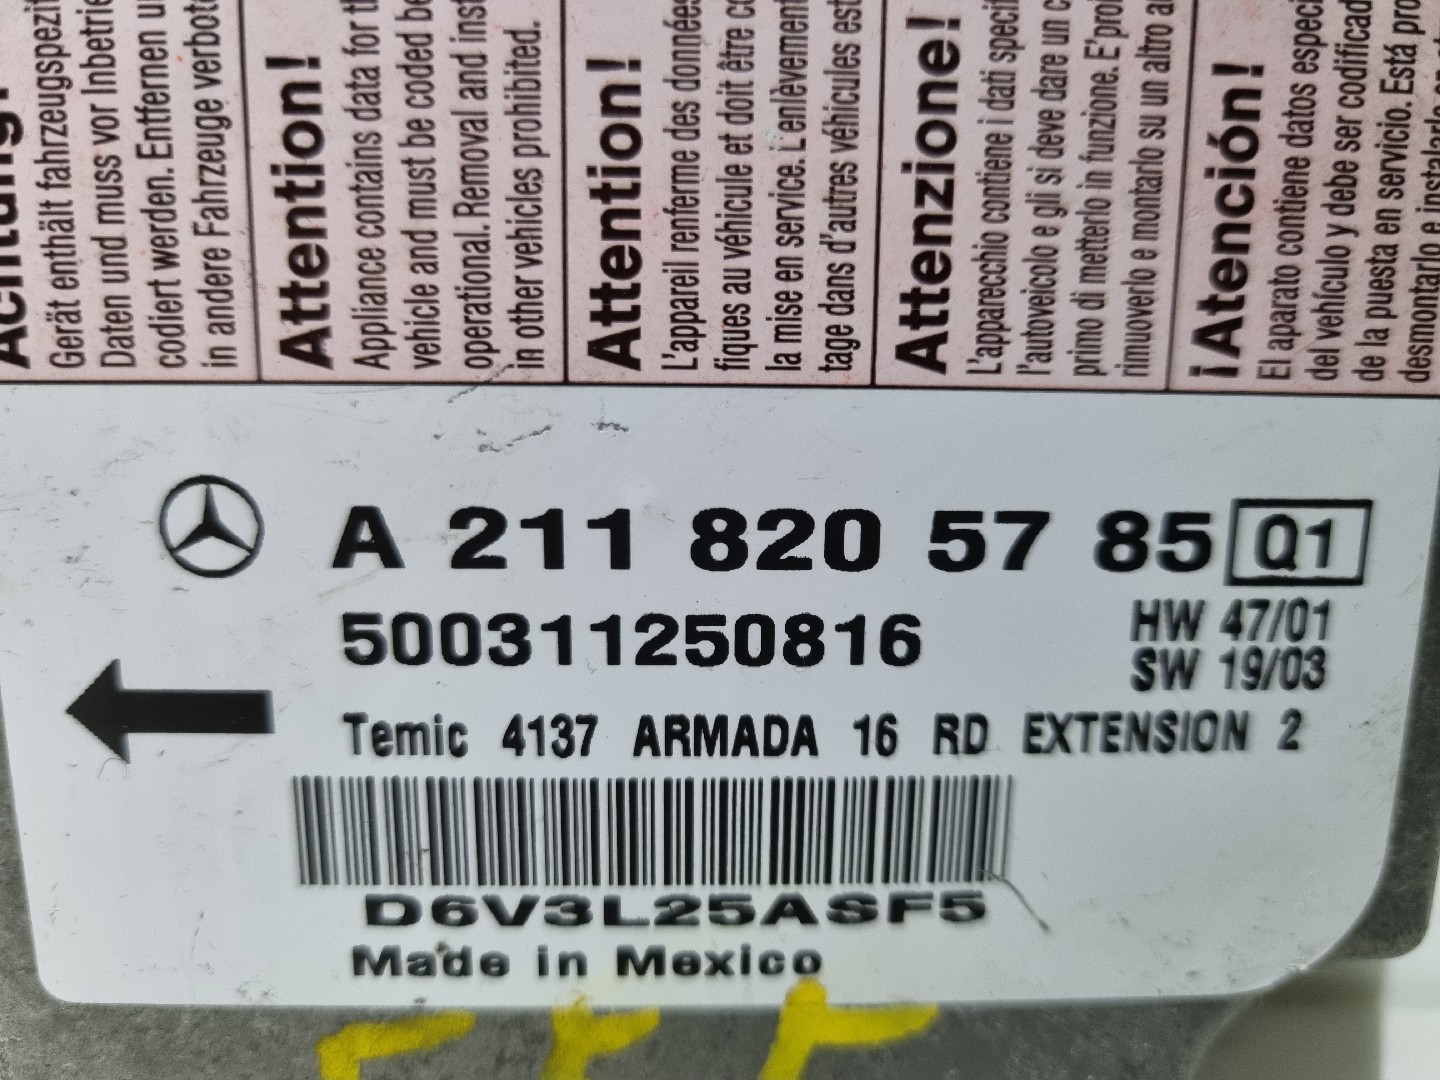 Achtung!
Gerät enthält fahrzeugspezi
Daten und muss vor Inbetrie
codiert werden. Entfernen u
in andere Fahrzeuge verbot
Attention!
Appliance contains data for t
vehicle and must be coded be
operational. Removal and inst
in other vehicles prohibited.
Attention!
L'appareil renferme des données
fiques au véhicule et doit être co
la mise en service. L'enlèvement
tage dans d'autres véhicules est
Attenzione!
L'apparecchio contiene i dati specif
l'autoveicolo e gli si deve dare un c
primo di metterlo in funzione. E'proi
rimuoverlo e montarlo su un altro a
¡Atención!
El aparato contiene datos especi
del vehículo y debe ser codificad
de la puesta en servicio. Está pro
desmontarlo e instalarlo en
A 211 820 57 85 Q1
500311250816
HW 47/01
SW 19/03
Temic 4137 ARMADA 16 RD EXTENSION 2
D6V3L25ASF5
Made in Mexico